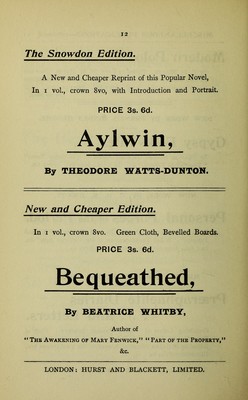 12
The Snowdon Edition.
A New and Cheaper Reprint of this Popular Novel,
In 1 vol., crown 8vo, with Introduction and Portrait.
PRICE 3s. 6d.
Aylwin,
By THEODORE WATTS-DUNTON.
New and Cheaper Edition.
In 1 vol., crown 8vo. Green Cloth, Bevelled Boards.
PRICE 3s. 6d.
Bequeathed,
By BEATRICE WHITBY,
Author of
"The Awakening of Mary Fenwick," "Part of the Property,"
&c.
LONDON: HURST AND BLACKETT, LIMITED.